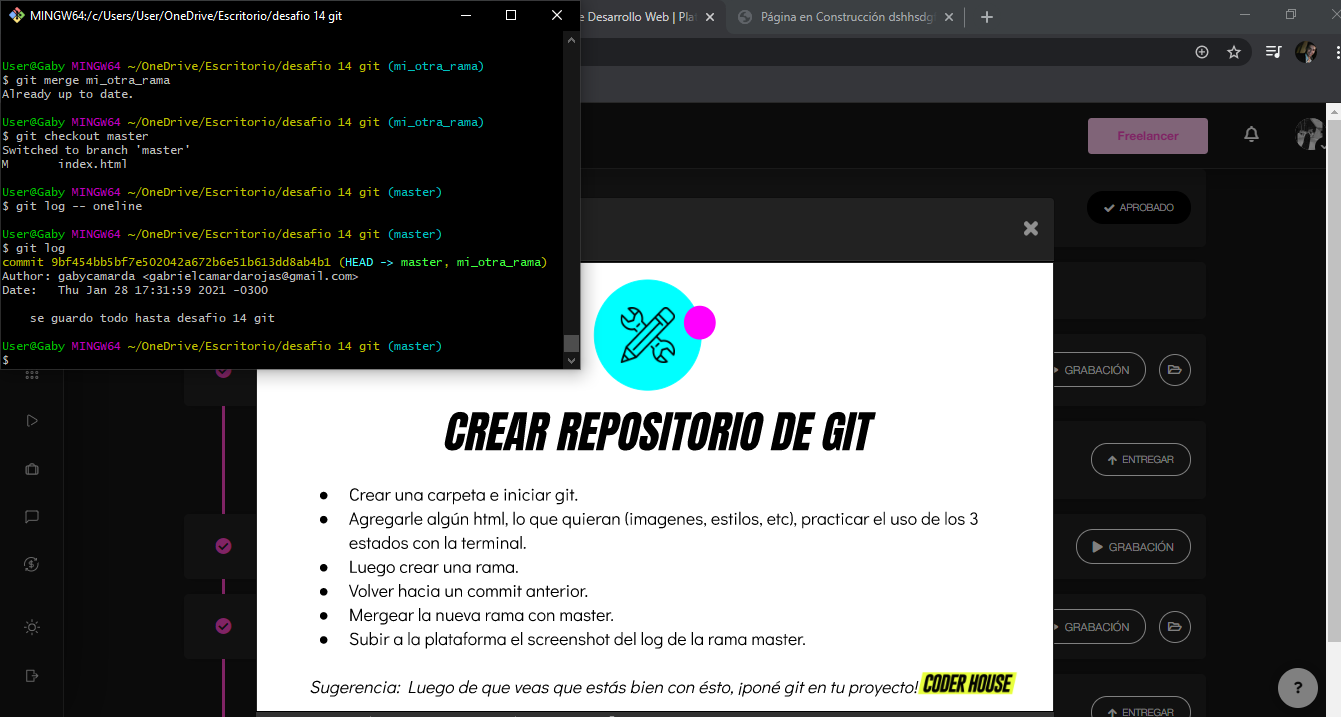 MINGW64:/c/Users/User/OneDrive/Escritorio/desafio 14 git
e Desarrollo Web | Pla
Página en Construcción dshhsdg
User@Gaby MINGW64 ~/OneDrive/Escritorio/desafio 14 git (mi_otra_rama)
$ git merge mi_otra_rama
Already up to date.
User@Gaby MINGW64 ~/OneDrive/Escritorio/desafio 14 git (mi_otra_rama)
$ git checkout master
Switched to branch 'master'
M index.html
User@Gaby MINGW64 ~/OneDrive/Escritorio/desafio 14 git (master)
$ git log -- oneline
User@Gaby MINGW64 ~/OneDrive/Escritorio/desafio 14 git (master)
$ git log
commit 9bf454bb5bf7e502042a672b6e51b613dd8ab4b1 (HEAD -> master, mi_otra_rama)
Author: gabycamarda <gabrielcamardarojas@gmail.com>
Date: Thu Jan 28 17:31:59 2021 -0300
se guardo todo hasta desafio 14 git
User@Gaby MINGW64 ~/OneDrive/Escritorio/desafio 14 git (master)
$
Freelancer
APROBADO
GRABACIÓN
ENTREGAR
GRABACIÓN
GRABACIÓN
ENTREGAR
CREAR REPOSITORIO DE GIT
● Crear una carpeta e iniciar git.
● Agregarle algún html, lo que quieran (imagenes, estilos, etc), practicar el uso de los 3
estados con la terminal.
● Luego crear una rama.
● Volver hacia un commit anterior.
● Mergear la nueva rama con master.
● Subir a la plataforma el screenshot del log de la rama master.
Sugerencia: Luego de que veas que estás bien con ésto, ¡poné git en tu proyecto!
CODER HOUSE
?